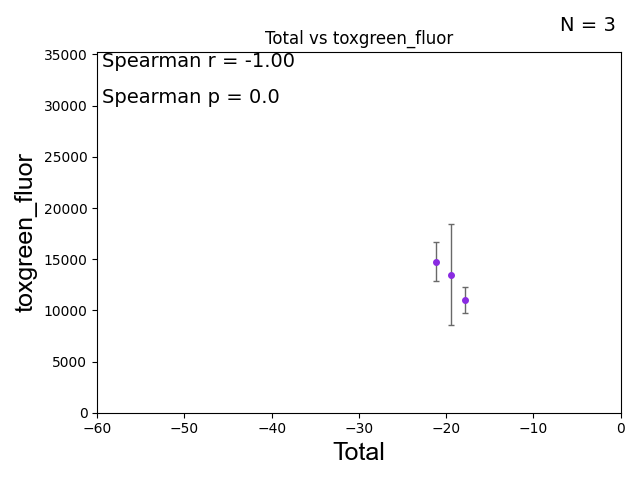 N = 3
Total vs toxgreen_fluor
Spearman r = -1.00
Spearman p = 0.0
toxgreen_fluor
35000
30000
25000
20000
15000
10000
5000
0
−60 −50 −40 −30 −20 −10 0
Total